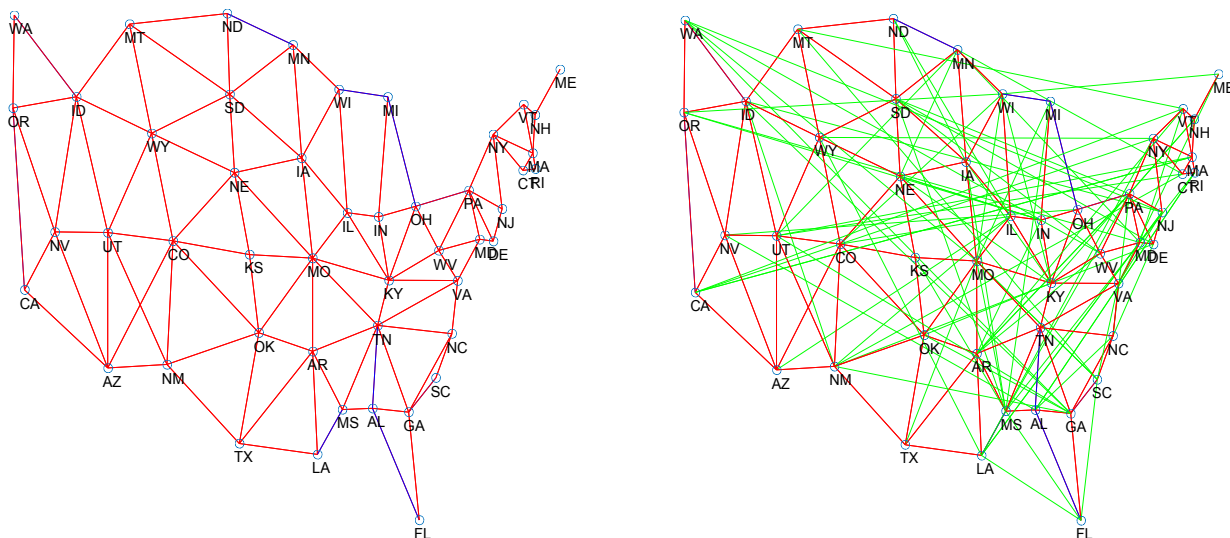 WA
MT
ND
MN
ME
SD
WI
MI
ID
OR
VT
NH
WY
NY
IA
MA
NE
CT
RI
PA
IL
IN
OH
NJ
NV
UT
CO
KS
MO
WV
MD
DE
KY
VA
CA
OK
TN
NC
AR
AZ
NM
SC
MS
AL
GA
TX
LA
FL
WA
MT
ND
MN
ME
SD
WI
MI
ID
OR
VT
NH
WY
NY
IA
MA
NE
CT
RI
PA
IL
IN
OH
NJ
NV
UT
CO
KS
MO
WV
MD
DE
KY
VA
CA
OK
TN
NC
AR
AZ
NM
SC
MS
AL
GA
TX
LA
FL